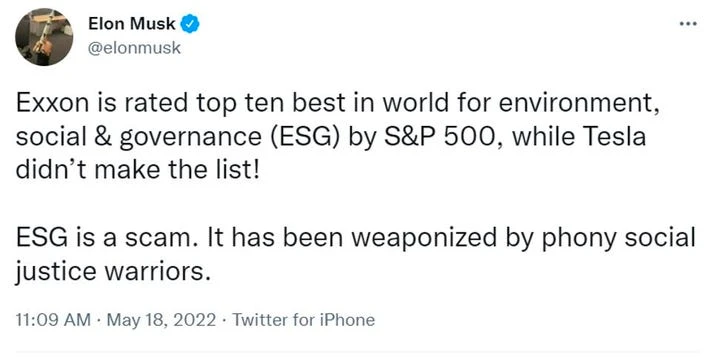 Elon Musk
@elonmusk
Exxon is rated top ten best in world for environment,
social & governance (ESG) by S&P 500, while Tesla
didn’t make the list!
ESG is a scam. It has been weaponized by phony social
justice warriors.
11:09 AM · May 18, 2022 · Twitter for iPhone